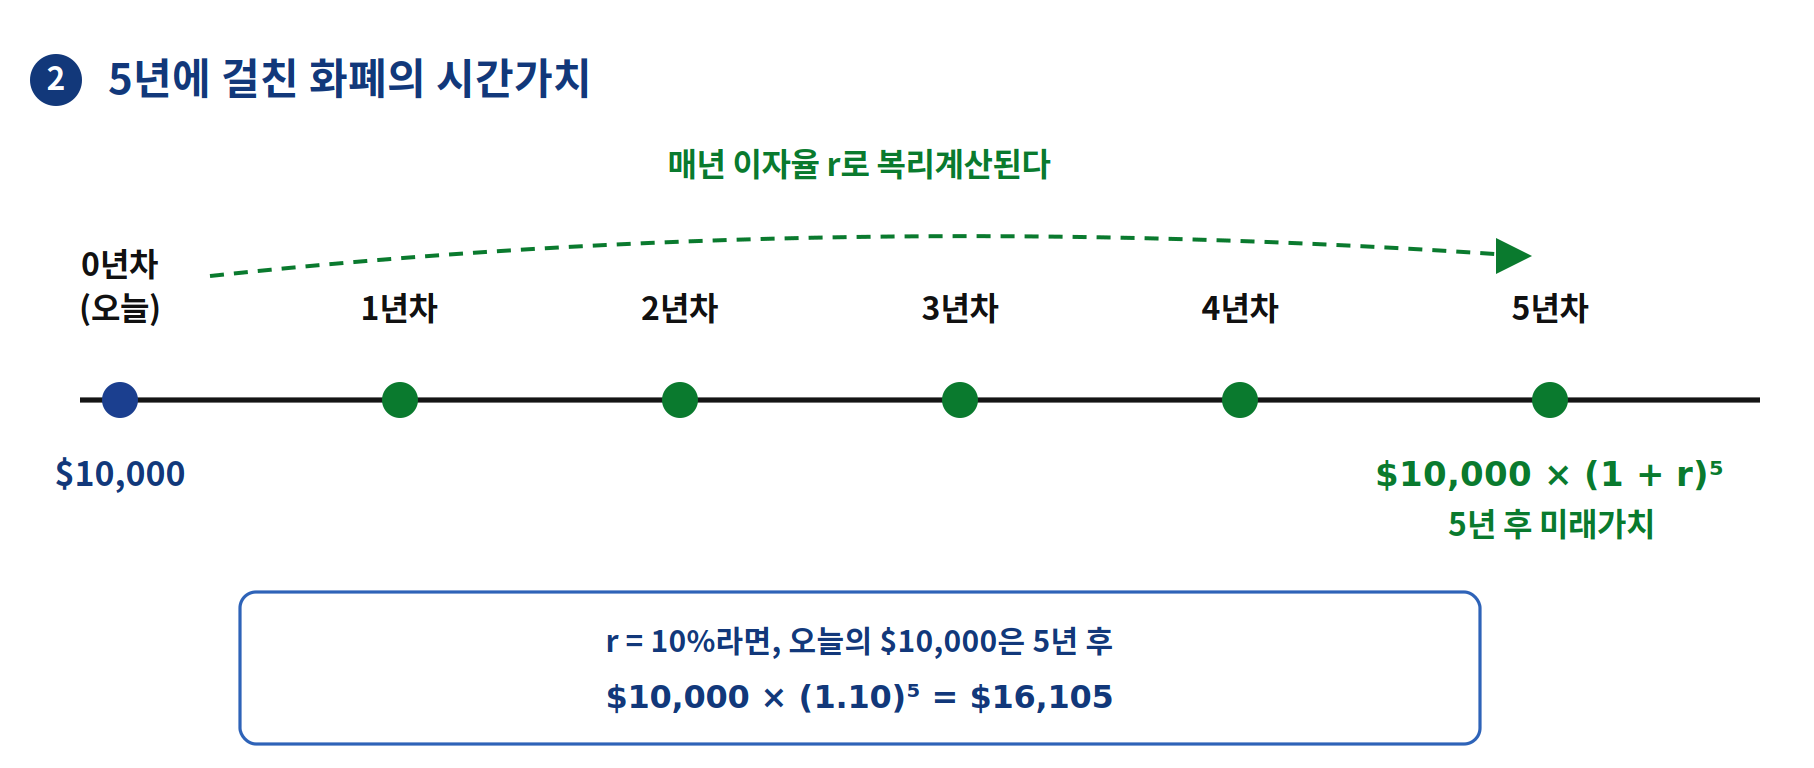 2 5년에 걸친 화폐의 시간가치
매년 이자율 r로 복리계산된다
0년차
(오늘)
1년차
2년차
3년차
4년차
5년차
$10,000
$10,000 × (1 + r)⁵
5년 후 미래가치
r = 10%라면, 오늘의 $10,000은 5년 후
$10,000 × (1.10)⁵ = $16,105